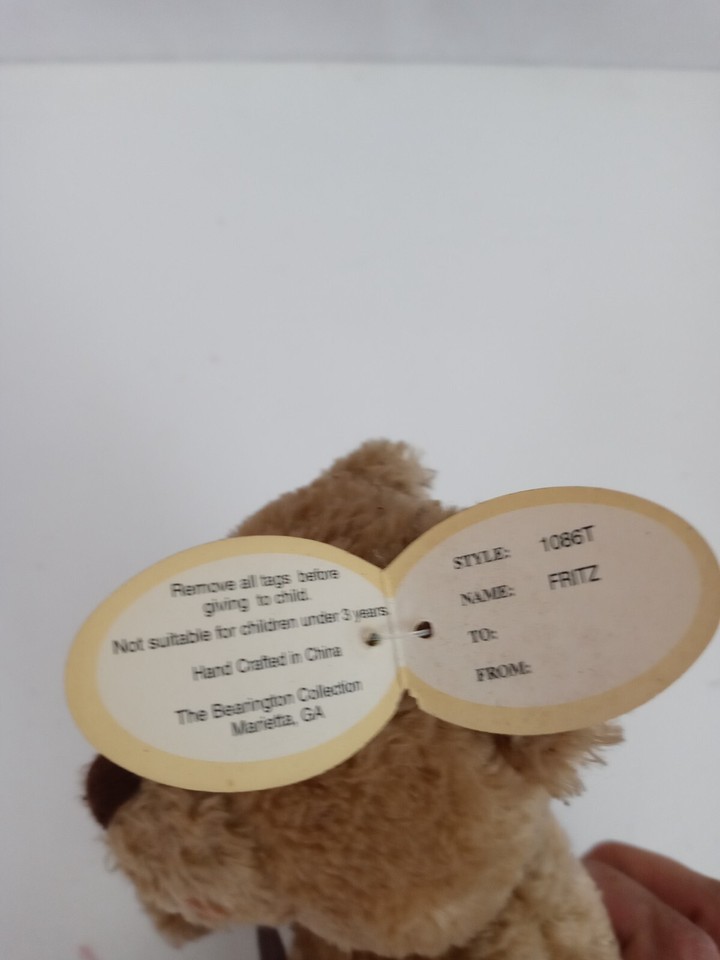 Remove all tags before
giving to child.
Not suitable for children under 3 years.
Hand Crafted in China
The Bearington Collection
Marietta, GA
STYLE: 1086T
NAME: FRITZ
TO:
FROM: